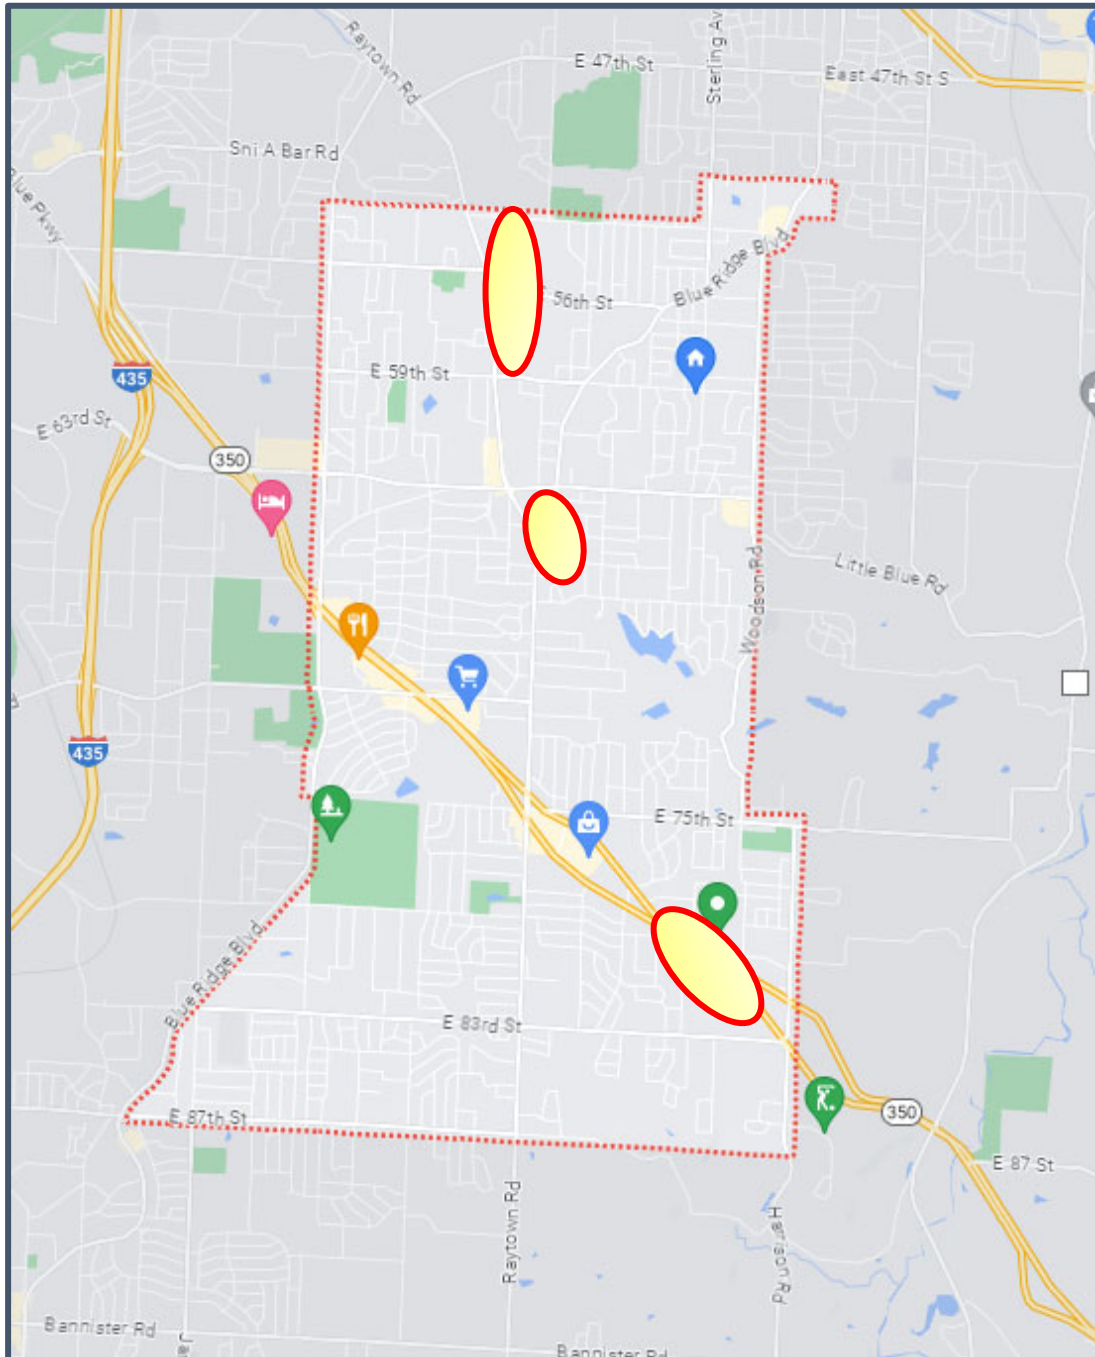 Raytown Rd
E 47th St
Sterling Av
East 47th St S
Sni A Bar Rd
Blue Pkwy
Blue Ridge Blvd
56th St
E 59th St
435
E 63rd St
350
Little Blue Rd
Woodson Rd
435
E 75th St
Blue Ridge Blvd
E 83rd St
E 87th St
350
E 87 St
Raytown Rd
Harrison Rd
Bannister Rd
Bannister Rd